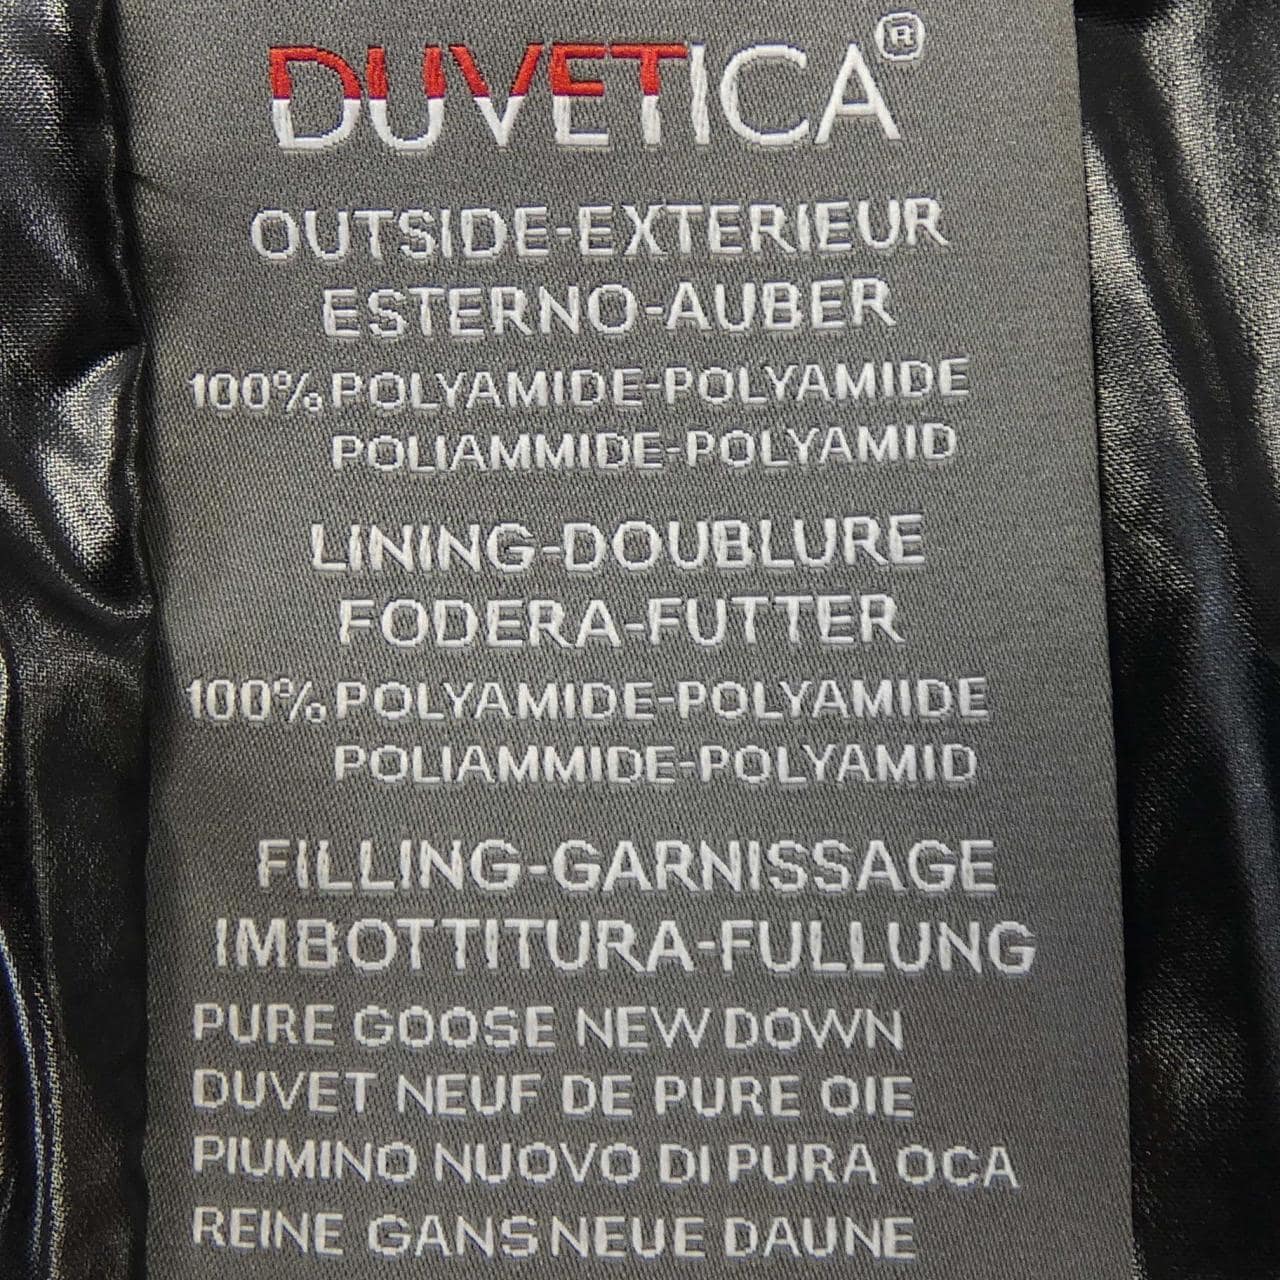 DUVETICA®
OUTSIDE-EXTERIEUR
ESTERNO-AUBER
100% POLYAMIDE-POLYAMIDE
POLIAMMIDE-POLYAMID
LINING-DOUBLURE
FODERA-FUTTER
100% POLYAMIDE-POLYAMIDE
POLIAMMIDE-POLYAMID
FILLING-GARNISSAGE
IMBOTTITURA-FULLUNG
PURE GOOSE NEW DOWN
DUVET NEUF DE PURE OIE
PIUMINO NUOVO DI PURA OCA
REINE GANS NEUE DAUNE